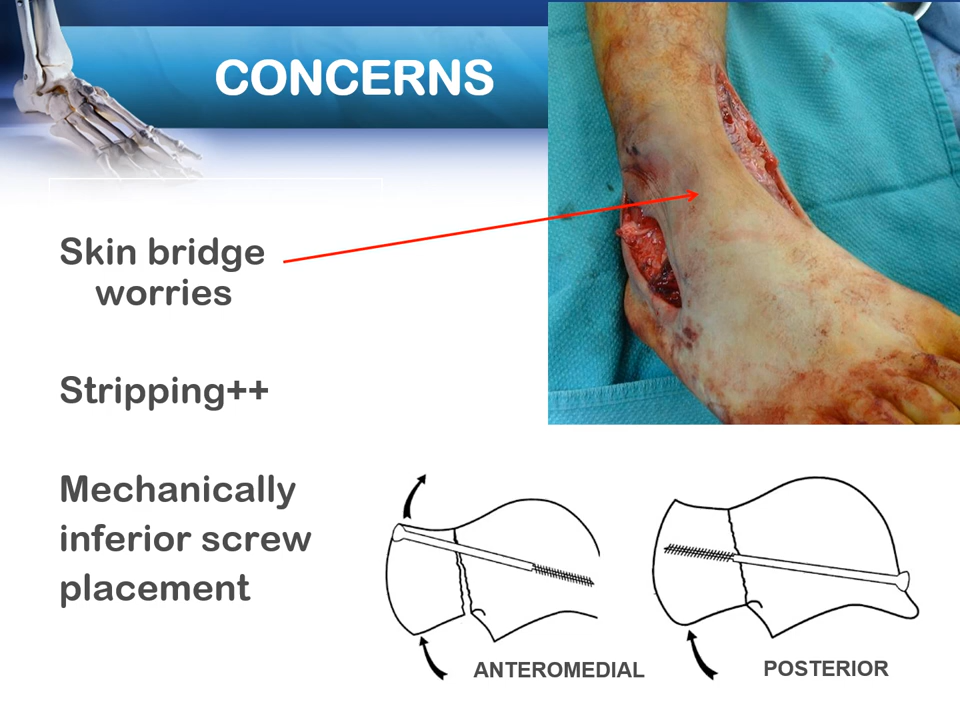 CONCERNS
Skin bridge
worries
Stripping++
Mechanically
inferior screw
placement
ANTEROMEDIAL
POSTERIOR